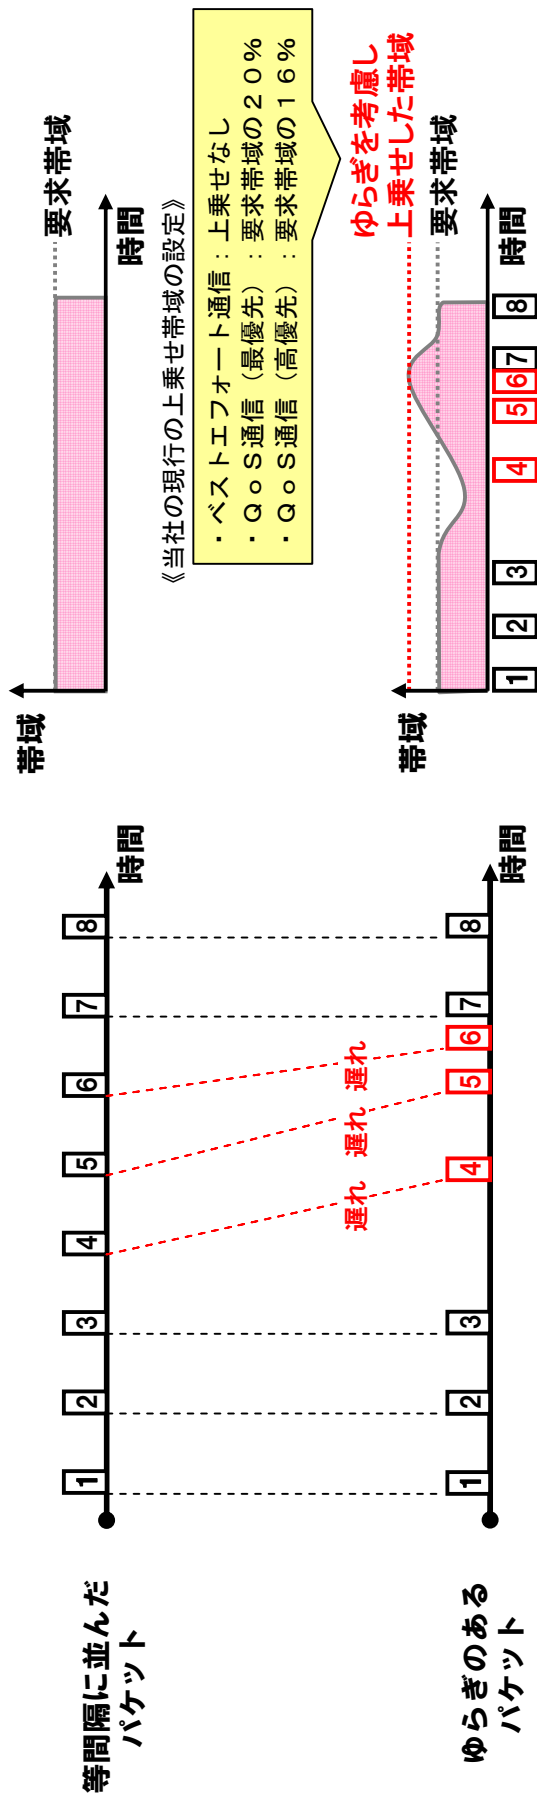 等間隔に並んだ
パケット
1 2 3 4 5 6 7 8
時間
帯域
要求帯域
時間
《当社の現行の上乗せ帯域の設定》
・ベストエフォート通信：上乗せなし
・ＱｏＳ通信（最優先）：要求帯域の２０％
・ＱｏＳ通信（高優先）：要求帯域の１６％
遅れ 遅れ 遅れ
ゆらぎのある
パケット
1 2 3 4 5 6 7 8
時間
帯域
ゆらぎを考慮し
上乗せした帯域
要求帯域
時間
1 2 3 4 5 6 7 8